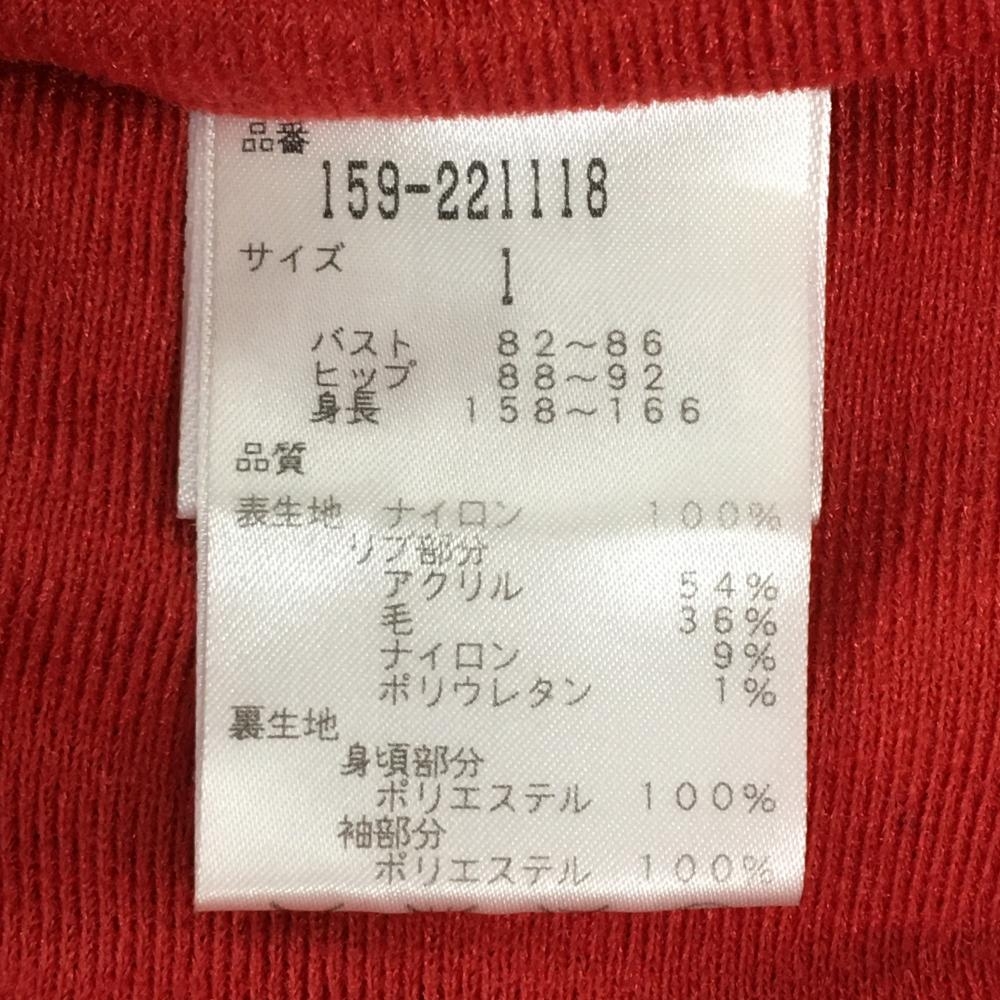 品番
159-221118
サイズ 1
バスト 82〜86
ヒップ 88〜92
身長 158〜166
品質
表生地 ナイロン 100%
リブ部分
アクリル 54%
毛 36%
ナイロン 9%
ポリウレタン 1%
裏生地
身頃部分
ポリエステル 100%
袖部分
ポリエステル 100%